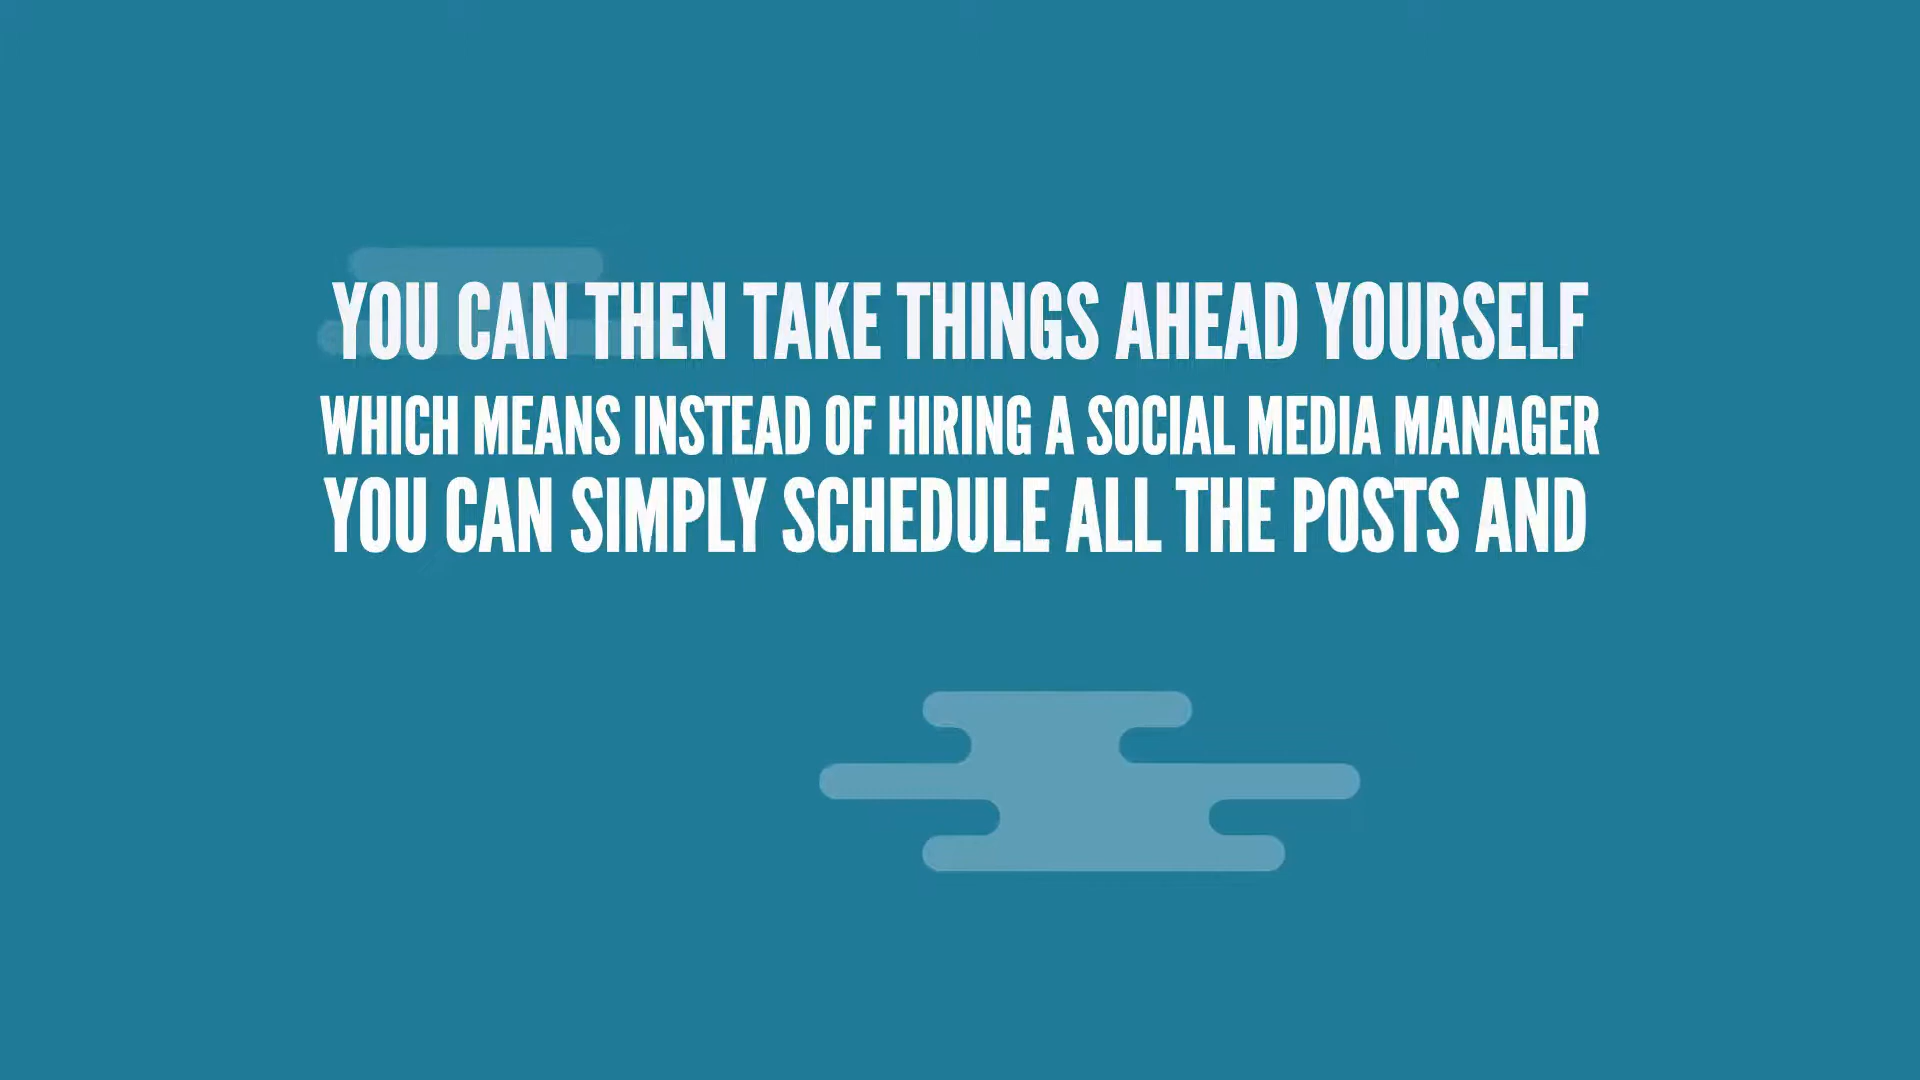 YOU CAN THEN TAKE THINGS AHEAD YOURSELF
WHICH MEANS INSTEAD OF HIRING A SOCIAL MEDIA MANAGER
YOU CAN SIMPLY SCHEDULE ALL THE POSTS AND